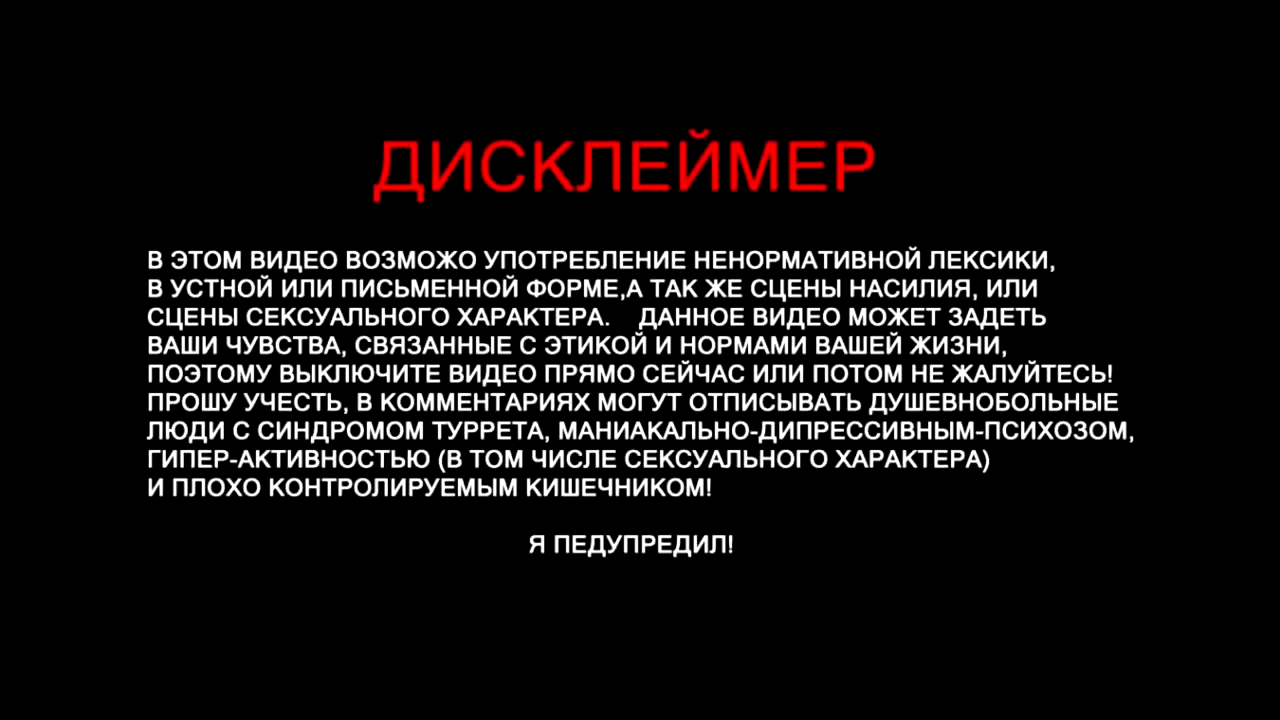 ДИСКЛЕЙМЕР
В ЭТОМ ВИДЕО ВОЗМОЖО УПОТРЕБЛЕНИЕ НЕНОРМАТИВНОЙ ЛЕКСИКИ,
В УСТНОЙ ИЛИ ПИСЬМЕННОЙ ФОРМЕ,А ТАК ЖЕ СЦЕНЫ НАСИЛИЯ, ИЛИ
СЦЕНЫ СЕКСУАЛЬНОГО ХАРАКТЕРА. ДАННОЕ ВИДЕО МОЖЕТ ЗАДЕТЬ
ВАШИ ЧУВСТВА, СВЯЗАННЫЕ С ЭТИКОЙ И НОРМАМИ ВАШЕЙ ЖИЗНИ,
ПОЭТОМУ ВЫКЛЮЧИТЕ ВИДЕО ПРЯМО СЕЙЧАС ИЛИ ПОТОМ НЕ ЖАЛУЙТЕСЬ!
ПРОШУ УЧЕСТЬ, В КОММЕНТАРИЯХ МОГУТ ОТПИСЫВАТЬ ДУШЕВНОБОЛЬНЫЕ
ЛЮДИ С СИНДРОМОМ ТУРРЕТА, МАНИАКАЛЬНО-ДИПРЕССИВНЫМ-ПСИХОЗОМ,
ГИПЕР-АКТИВНОСТЬЮ (В ТОМ ЧИСЛЕ СЕКСУАЛЬНОГО ХАРАКТЕРА)
И ПЛОХО КОНТРОЛИРУЕМЫМ КИШЕЧНИКОМ!
Я ПЕДУПРЕДИЛ!